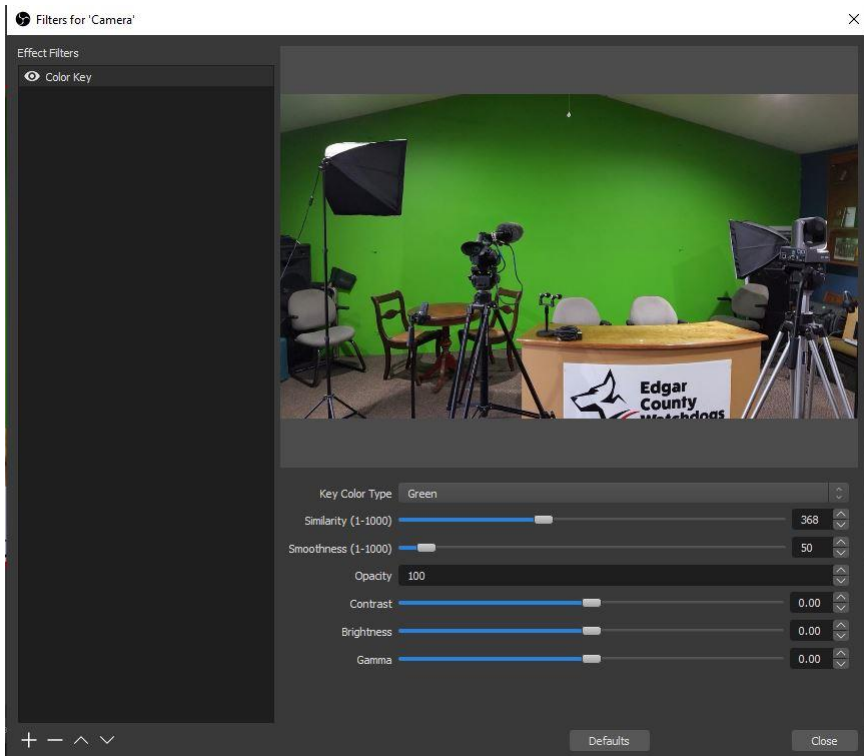 Filters for 'Camera'
Effect Filters
Color Key
Edgar
County
Watchdogs
Key Color Type Green
Similarity (1-1000) 368
Smoothness (1-1000) 50
Opacity 100
Contrast 0.00
Brightness 0.00
Gamma 0.00
Defaults Close